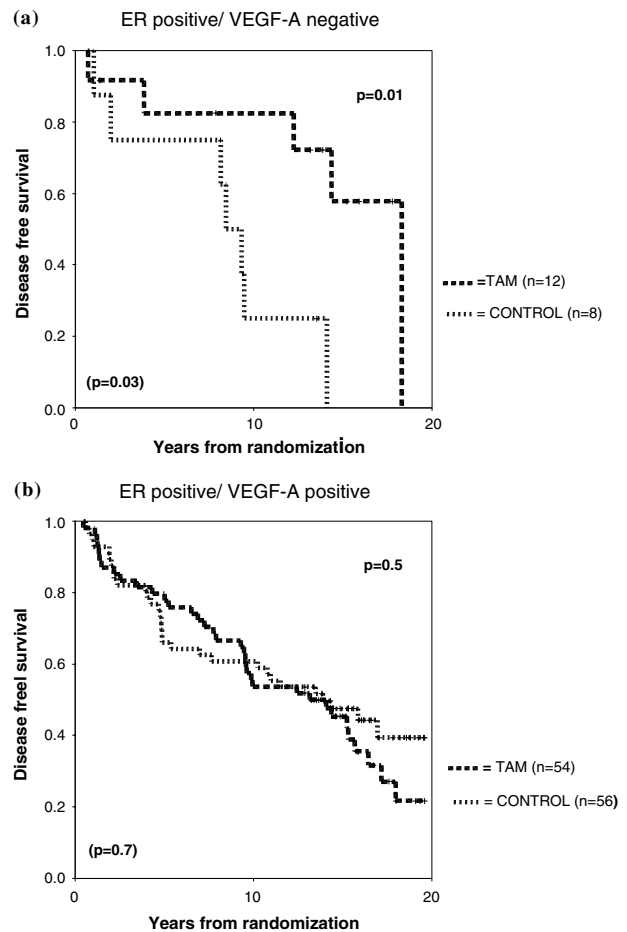 (a)
ER positive/ VEGF-A negative
1.0
0.8
0.6
0.4
0.2
0.0
Disease free survival
p=0.01
(p=0.03)
=TAM (n=12)
= CONTROL (n=8)
0
10
20
Years from randomization
(b)
ER positive/ VEGF-A positive
1.0
0.8
0.6
0.4
0.2
0.0
Disease freel survival
p=0.5
(p=0.7)
= TAM (n=54)
= CONTROL (n=56)
0
10
20
Years from randomization